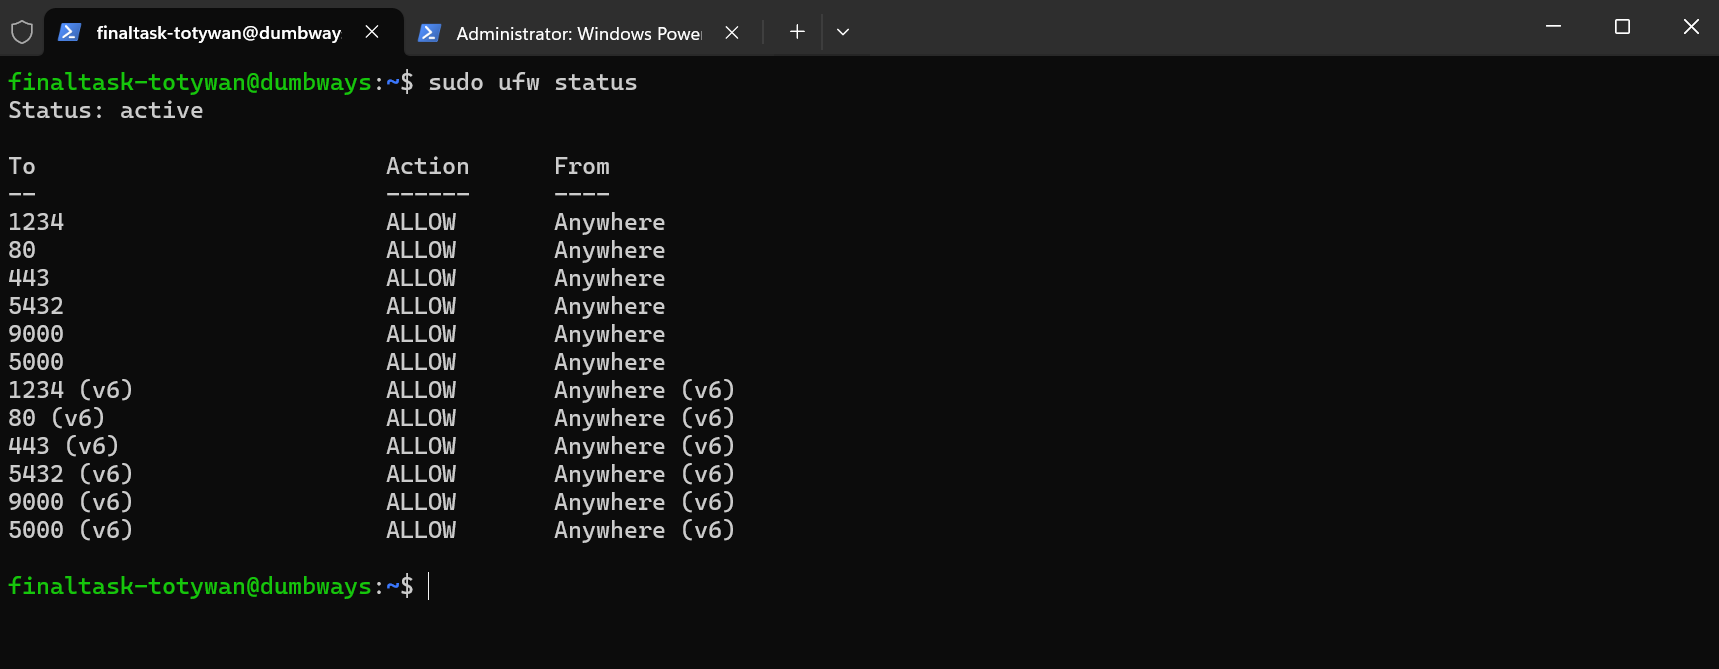 finaltask-totywan@dumbway
Administrator: Windows Power
finaltask-totywan@dumbways:~$ sudo ufw status
Status: active
To Action From
-- ------ ----
1234 ALLOW Anywhere
80 ALLOW Anywhere
443 ALLOW Anywhere
5432 ALLOW Anywhere
9000 ALLOW Anywhere
5000 ALLOW Anywhere
1234 (v6) ALLOW Anywhere (v6)
80 (v6) ALLOW Anywhere (v6)
443 (v6) ALLOW Anywhere (v6)
5432 (v6) ALLOW Anywhere (v6)
9000 (v6) ALLOW Anywhere (v6)
5000 (v6) ALLOW Anywhere (v6)
finaltask-totywan@dumbways:~$